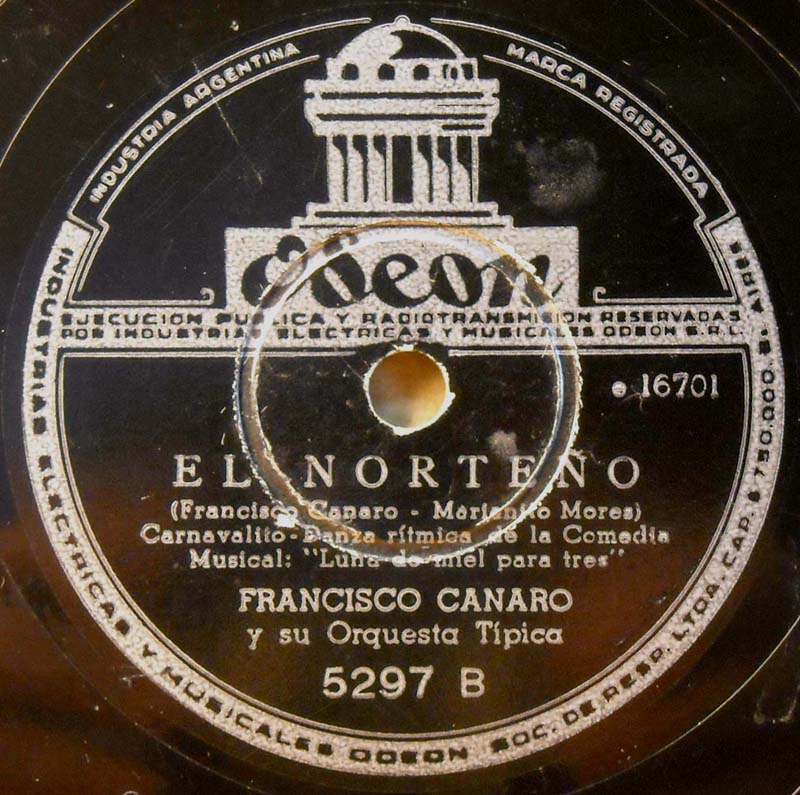 INDUSTRIA ARGENTINA
MARCA REGISTRADA
Odeon
EJECUCION PUBLICA Y RADIOTRANSMISION RESERVADAS
POR INDUSTRIAS ELECTRICAS Y MUSICALES ODEON S.R.L.
e 16701
EL NORTEÑO
(Francisco Canaro - Marianito Mores)
Carnavalito-Danza rítmica de la Comedia
Musical: "Luna de miel para tres"
FRANCISCO CANARO
y su Orquesta Típica
5297 B
INDUSTRIAS ELECTRICAS Y MUSICALES ODEON SOC. DE RESP. LTDA. CAP. $ 750.000 B. AIRES